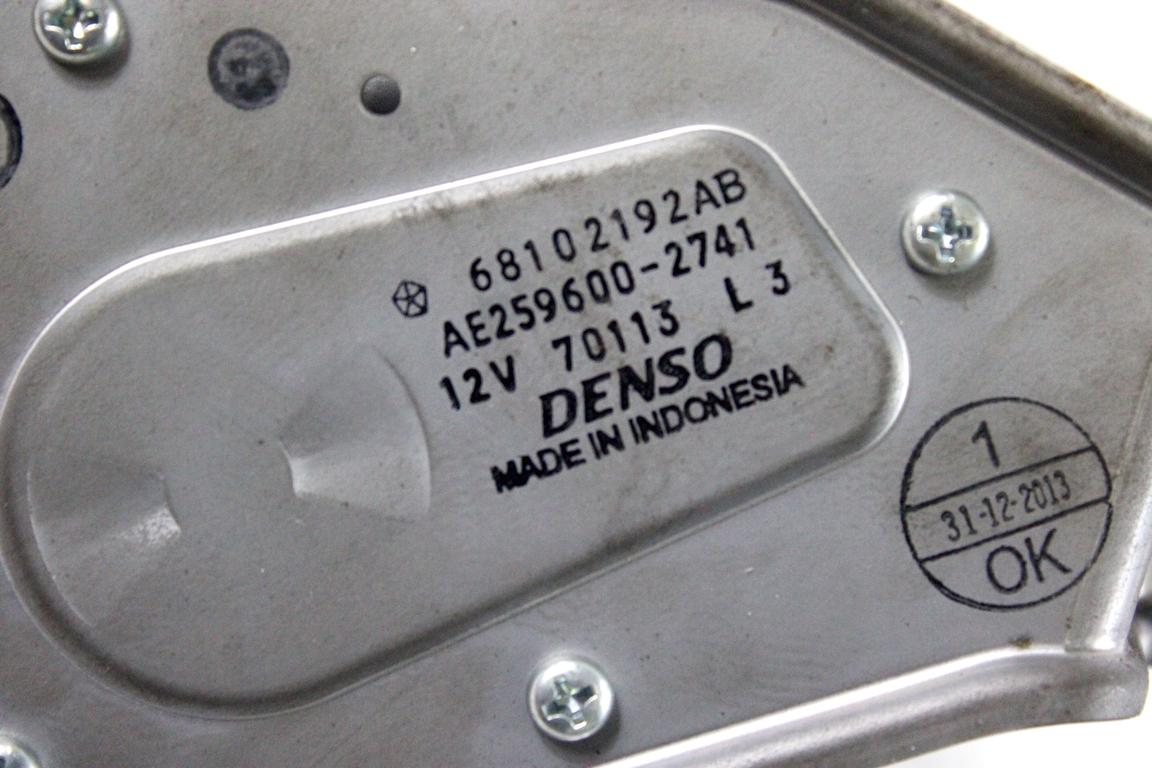 68102192AB
AE259600-2741
12V 70113 L 3
DENSO
MADE IN INDONESIA
1
31-12-2013
OK